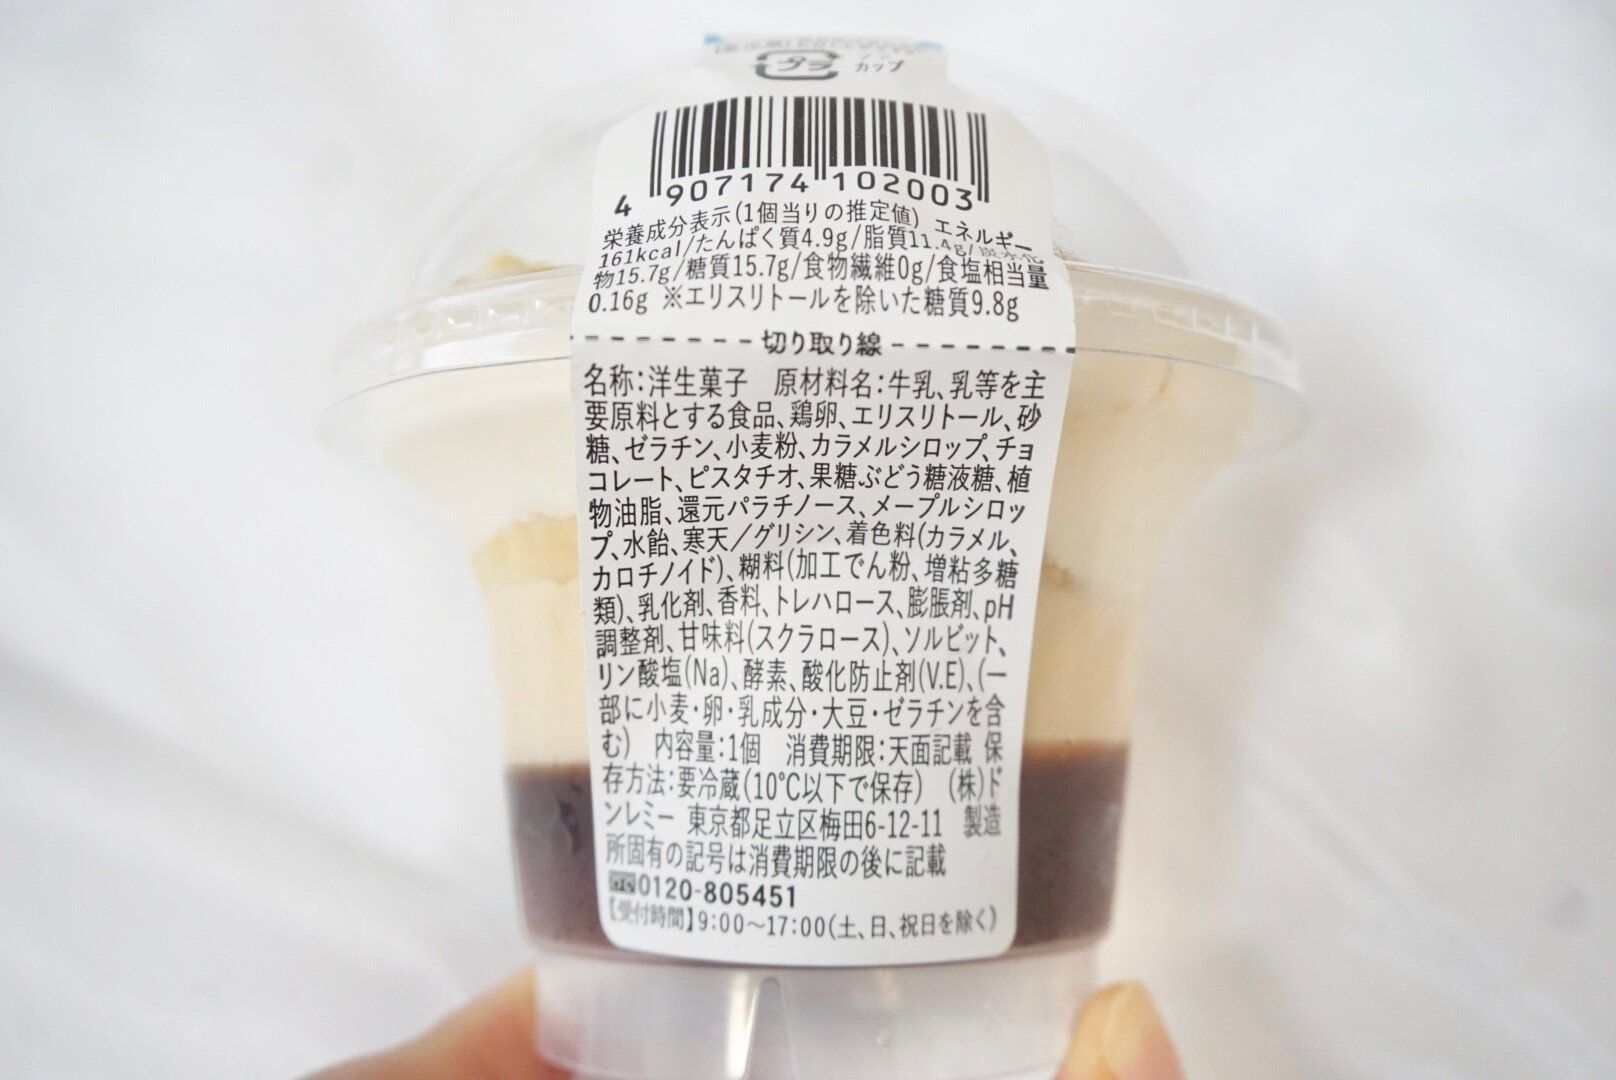 プラ
カップ
4 907174 102003
栄養成分表示(1個当りの推定値) エネルギー
161kcal/たんぱく質4.9g/脂質11.4g/炭水化
物15.7g/糖質15.7g/食物繊維0g/食塩相当量
0.16g ※エリスリトールを除いた糖質9.8g
切り取り線
名称:洋生菓子 原材料名:牛乳、乳等を主
要原料とする食品、鶏卵、エリスリトール、砂
糖、ゼラチン、小麦粉、カラメルシロップ、チョ
コレート、ピスタチオ、果糖ぶどう糖液糖、植
物油脂、還元パラチノース、メープルシロッ
プ、水飴、寒天/グリシン、着色料(カラメル、
カロチノイド)、糊料(加工でん粉、増粘多糖
類)、乳化剤、香料、トレハロース、膨脹剤、pH
調整剤、甘味料(スクラロース)、ソルビット、
リン酸塩(Na)、酵素、酸化防止剤(V.E)、(一
部に小麦・卵・乳成分・大豆・ゼラチンを含
む) 内容量:1個 消費期限:天面記載 保
存方法:要冷蔵(10℃以下で保存) (株)ド
ンレミー 東京都足立区梅田6-12-11 製造
所固有の記号は消費期限の後に記載
0120-805451
【受付時間】9:00～17:00(土、日、祝日を除く)